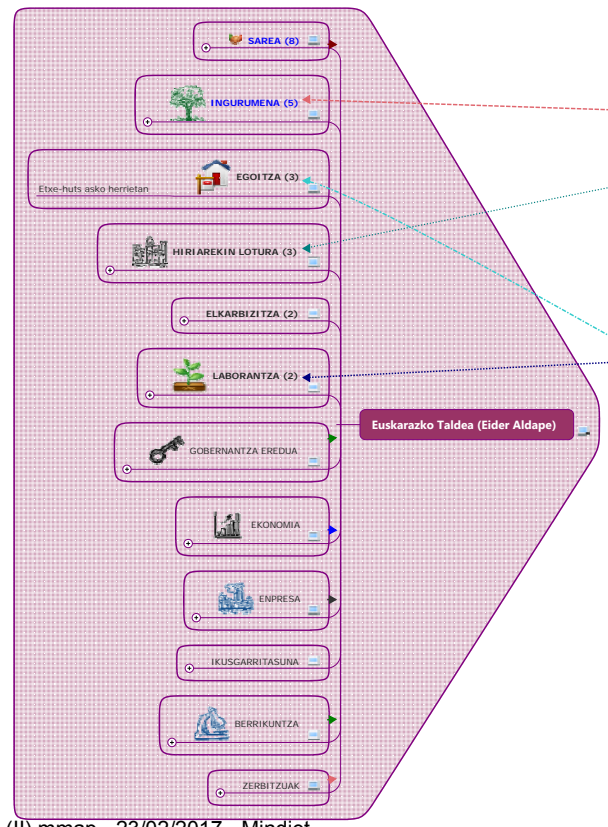 SAREA (8)
INGURUMENA (5)
EGOITZA (3)
Etxe-huts asko herrietan
HIRIAREKIN LOTURA (3)
ELKARBIZITZA (2)
LABORANTZA (2)
Euskarazko Taldea (Eider Aldape)
GOBERNANTZA EREDUA
EKONOMIA
ENPRESA
IKUSGARRITASUNA
BERRIKUNTZA
ZERBITZUAK
(II).mmap - 23/02/2017 - Mindjet